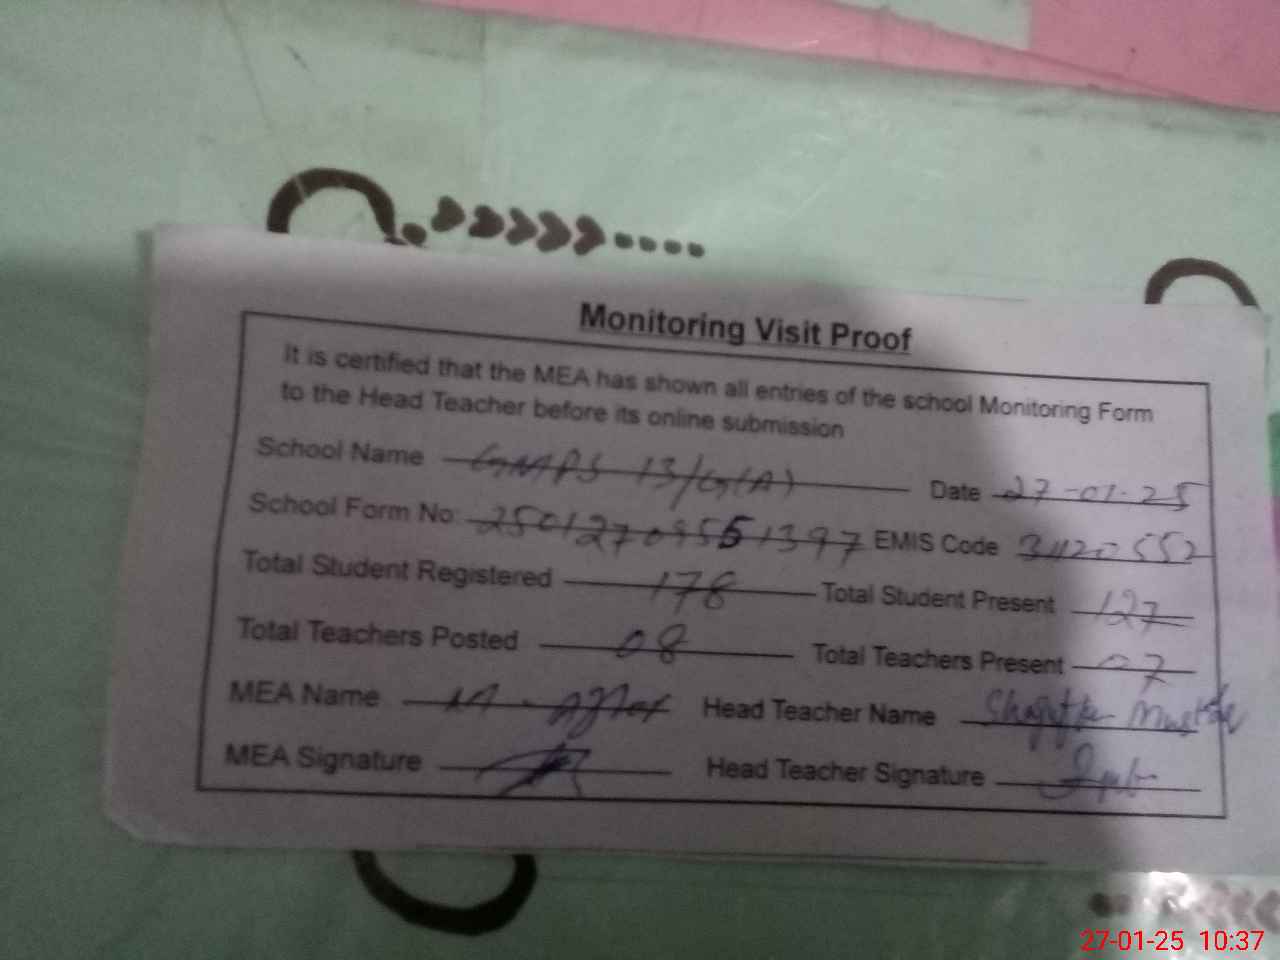 Monitoring Visit Proof
It is certified that the MEA has shown all entries of the school Monitoring Form
to the Head Teacher before its online submission
School Name GMPS 13/G(A) Date 27-01-25
School Form No: 25012709551397 EMIS Code 31120552
Total Student Registered 178 Total Student Present 127
Total Teachers Posted 08 Total Teachers Present 07
MEA Name M. Head Teacher Name
MEA Signature Head Teacher Signature
27-01-25 10:37